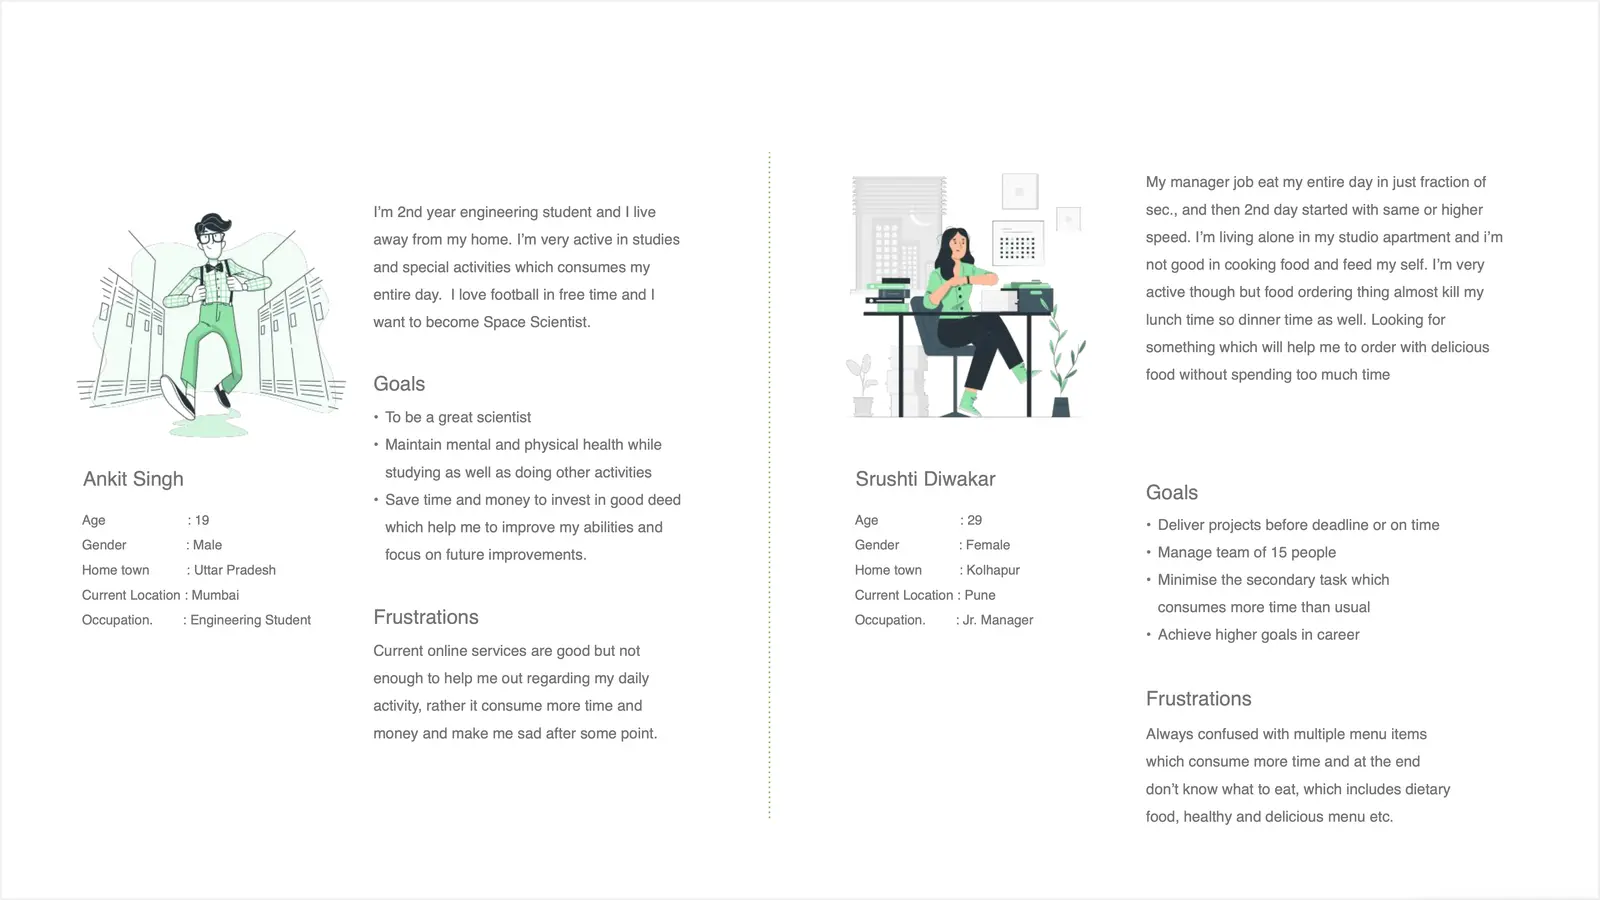 I'm 2nd year engineering student and I live
away from my home. I'm very active in studies
and special activities which consumes my
entire day.  I love football in free time and I
want to become Space Scientist.
Goals
• To be a great scientist
• Maintain mental and physical health while
studying as well as doing other activities
• Save time and money to invest in good deed
which help me to improve my abilities and
focus on future improvements.
Frustrations
Current online services are good but not
enough to help me out regarding my daily
activity, rather it consume more time and
money and make me sad after some point.
Ankit Singh
Age : 19
Gender : Male
Home town : Uttar Pradesh
Current Location : Mumbai
Occupation. : Engineering Student
My manager job eat my entire day in just fraction of
sec., and then 2nd day started with same or higher
speed. I'm living alone in my studio apartment and i'm
not good in cooking food and feed my self. I'm very
active though but food ordering thing almost kill my
lunch time so dinner time as well. Looking for
something which will help me to order with delicious
food without spending too much time
Srushti Diwakar
Age : 29
Gender : Female
Home town : Kolhapur
Current Location : Pune
Occupation. : Jr. Manager
Goals
• Deliver projects before deadline or on time
• Manage team of 15 people
• Minimise the secondary task which
consumes more time than usual
• Achieve higher goals in career
Frustrations
Always confused with multiple menu items
which consume more time and at the end
don't know what to eat, which includes dietary
food, healthy and delicious menu etc.